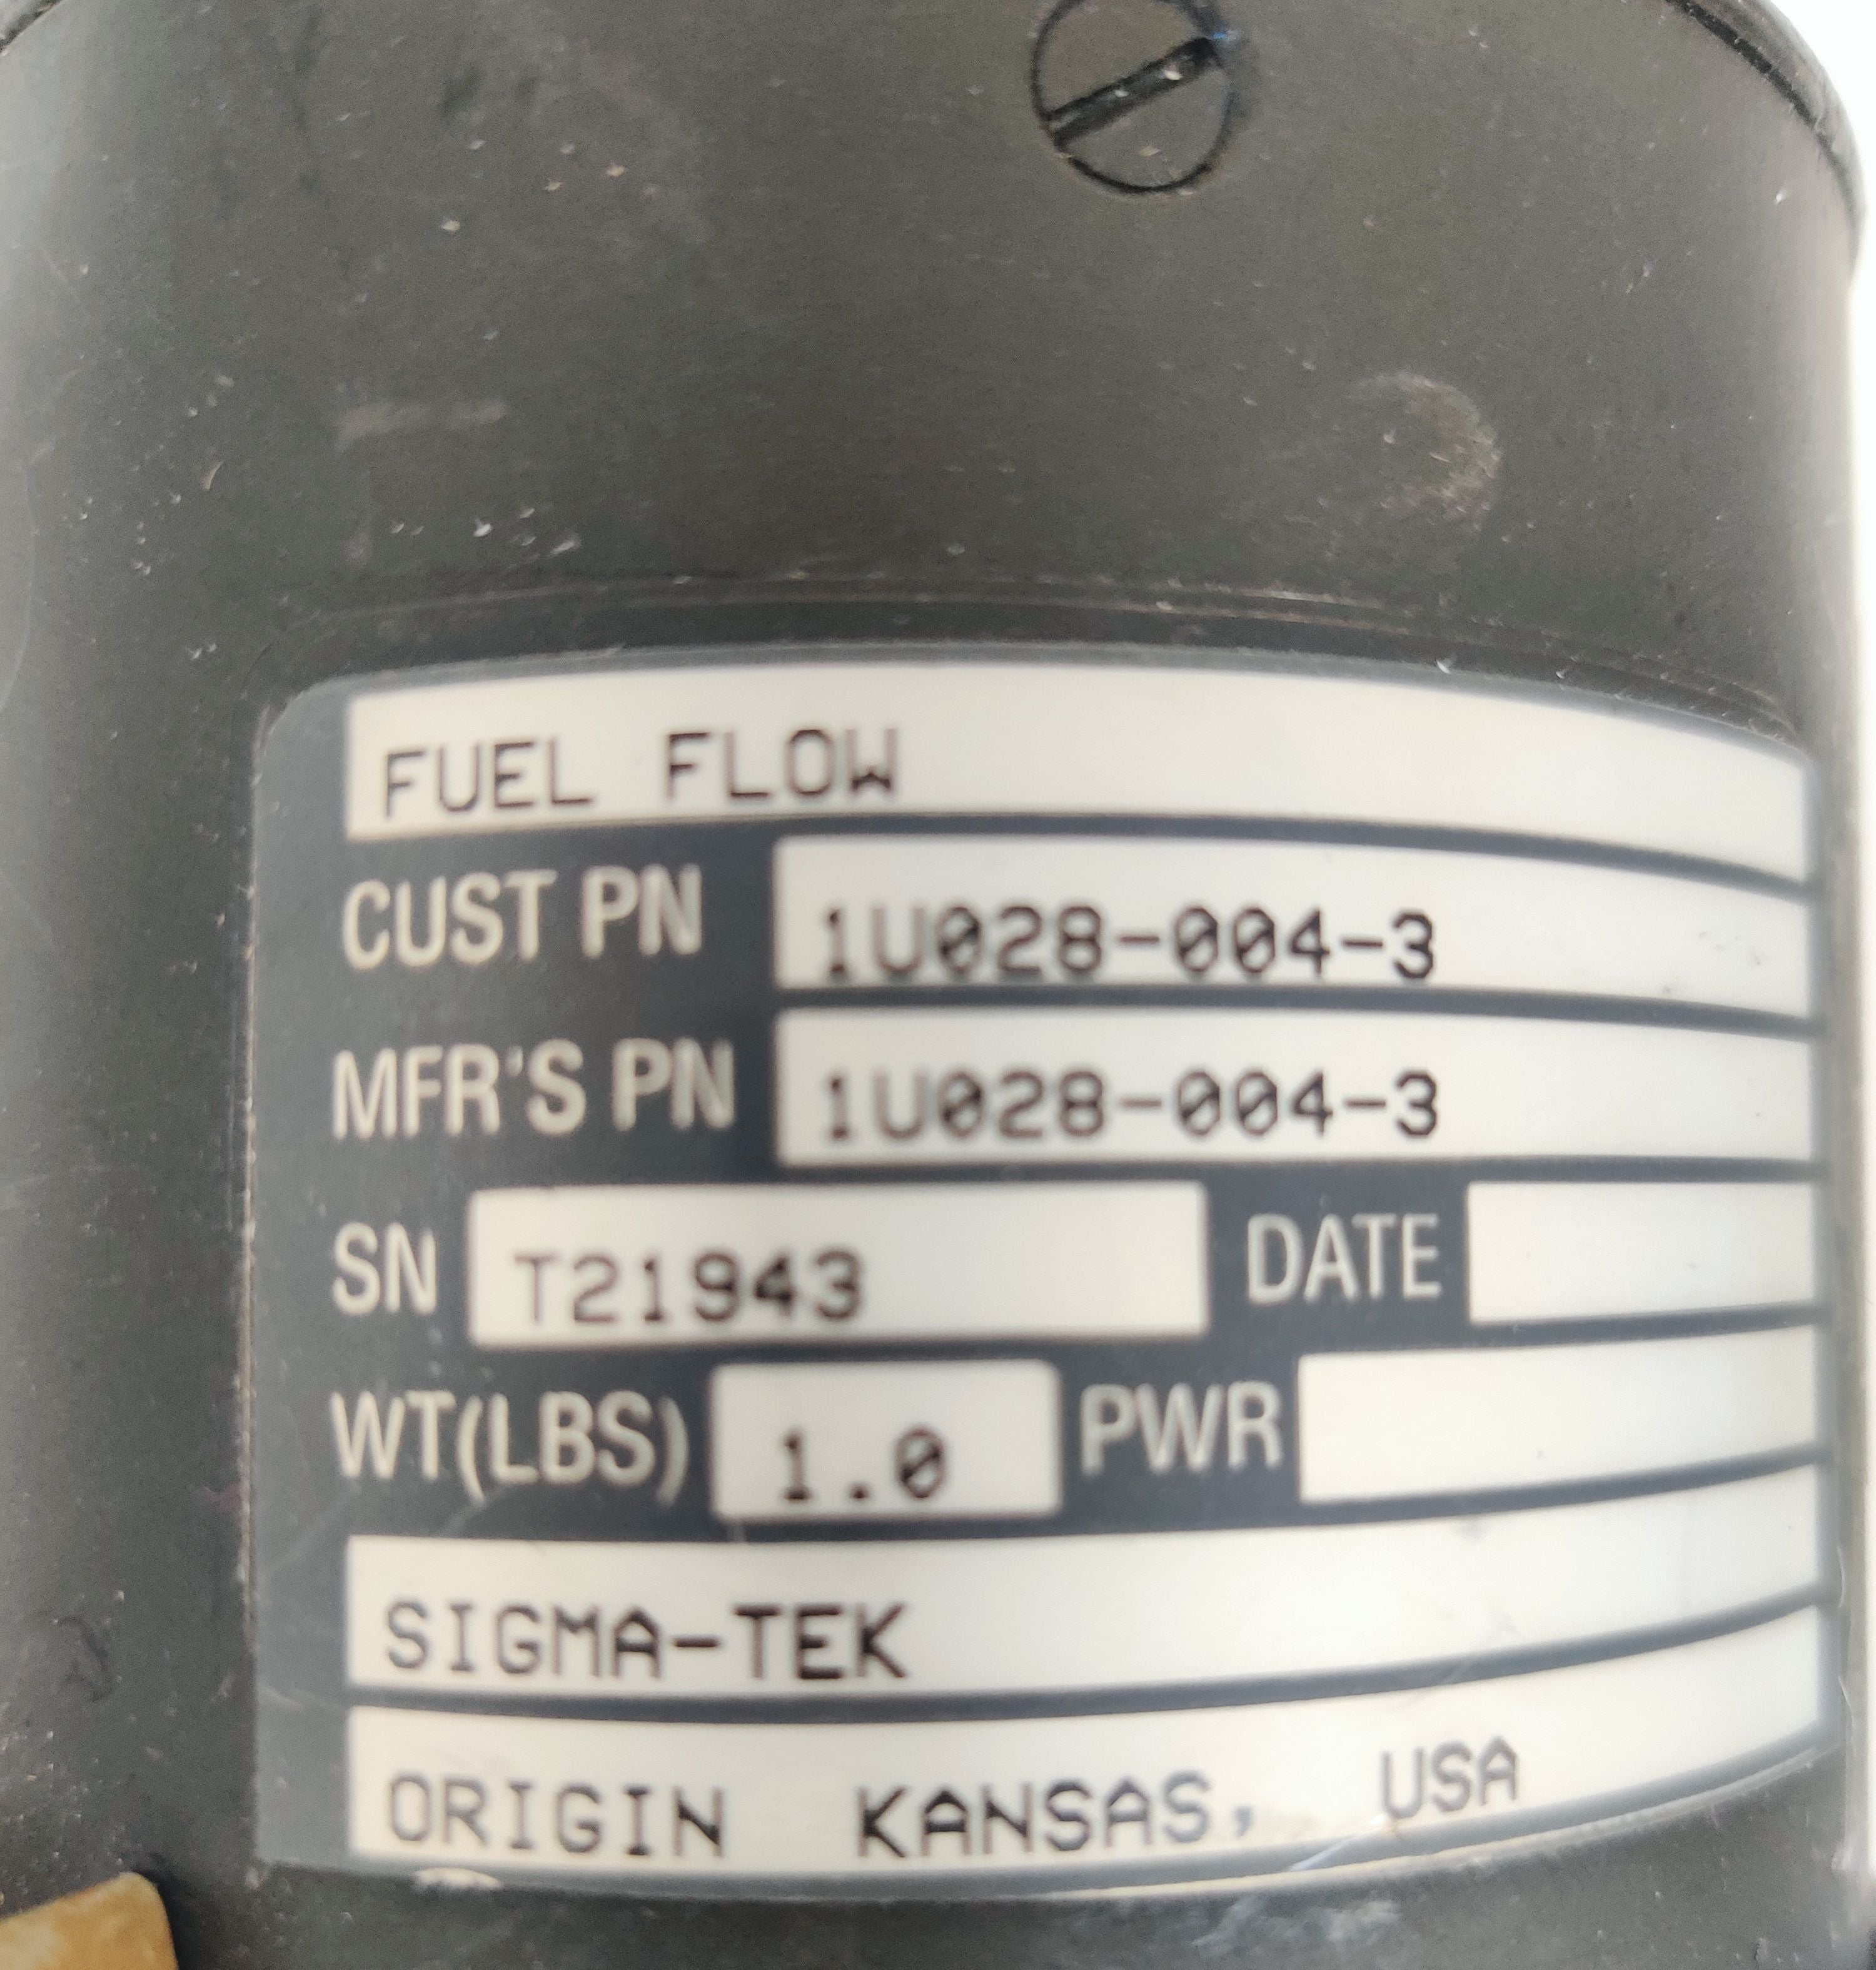 FUEL FLOW
CUST PN 1U028-004-3
MFR'S PN 1U028-004-3
SN T21943 DATE
WT(LBS) 1.0 PWR
SIGMA-TEK
ORIGIN KANSAS, USA